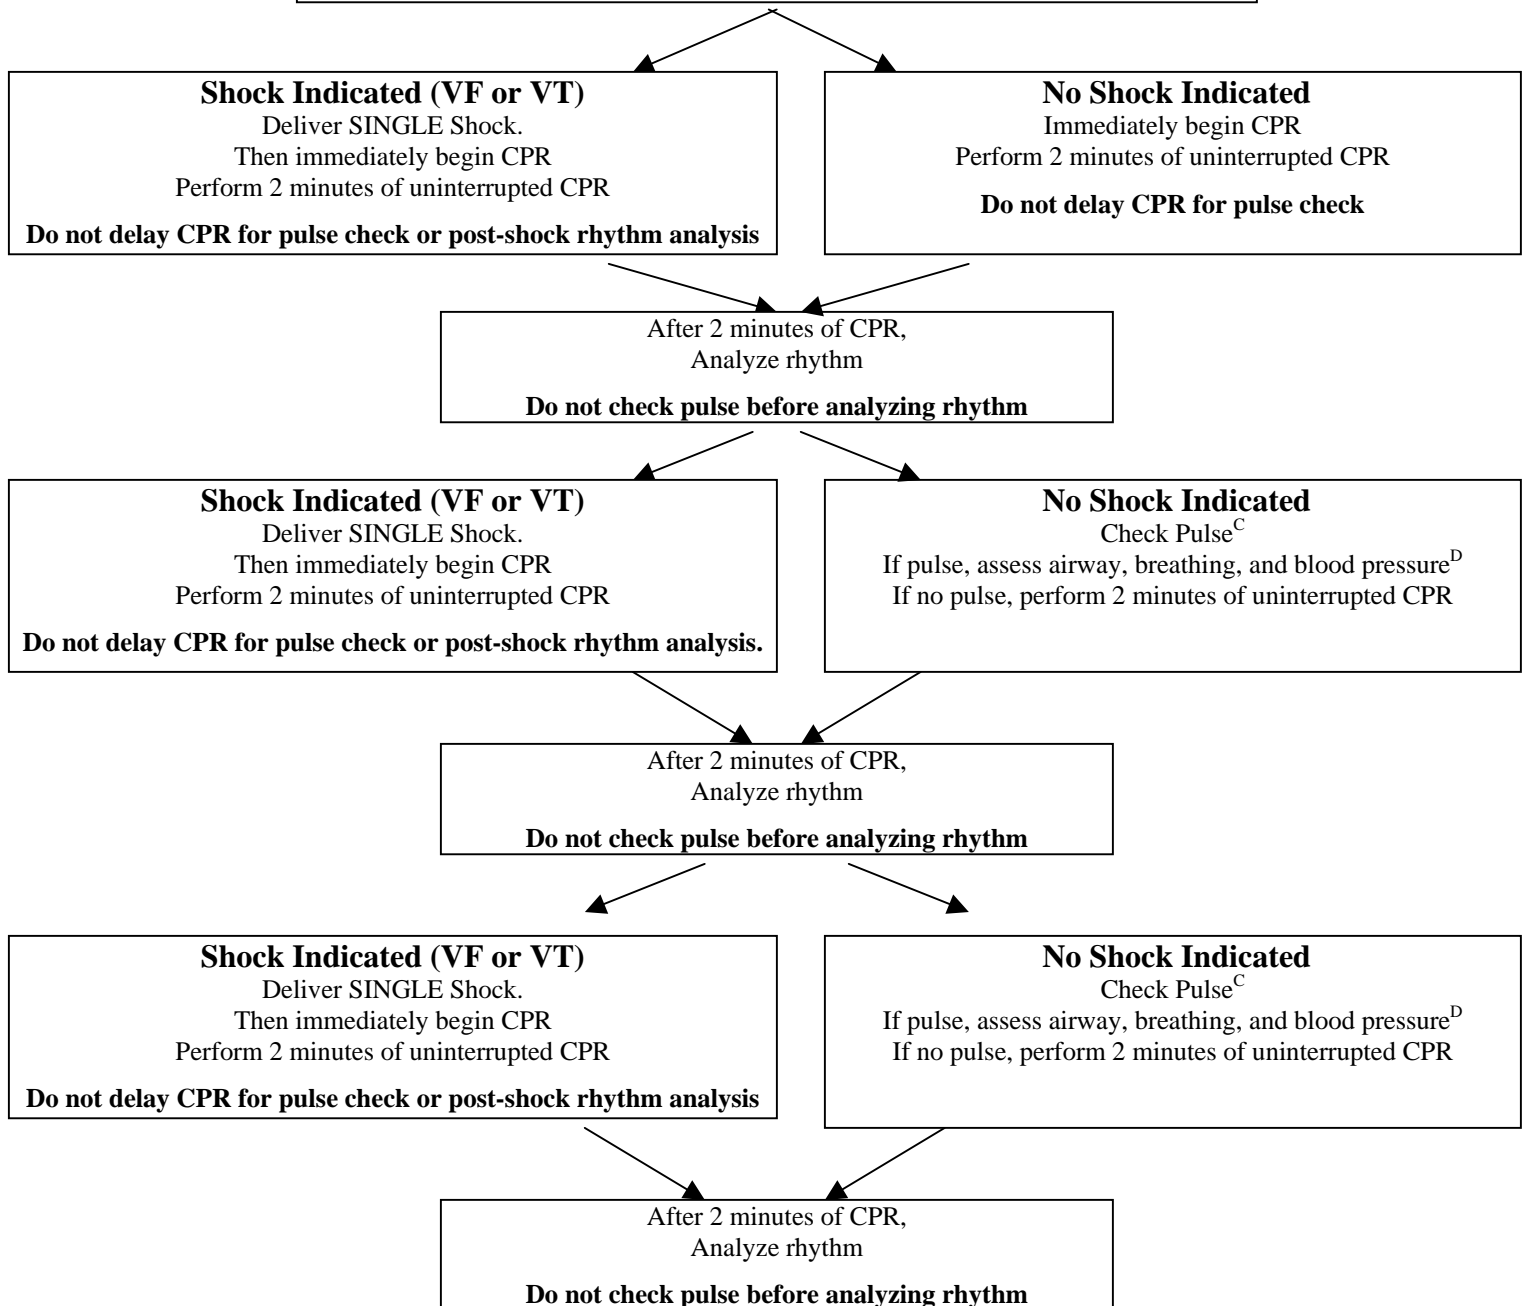 Shock Indicated (VF or VT)
Deliver SINGLE Shock.
Then immediately begin CPR
Perform 2 minutes of uninterrupted CPR
Do not delay CPR for pulse check or post-shock rhythm analysis
No Shock Indicated
Immediately begin CPR
Perform 2 minutes of uninterrupted CPR
Do not delay CPR for pulse check
After 2 minutes of CPR,
Analyze rhythm
Do not check pulse before analyzing rhythm
Shock Indicated (VF or VT)
Deliver SINGLE Shock.
Then immediately begin CPR
Perform 2 minutes of uninterrupted CPR
Do not delay CPR for pulse check or post-shock rhythm analysis.
No Shock Indicated
Check Pulse^C
If pulse, assess airway, breathing, and blood pressure^D
If no pulse, perform 2 minutes of uninterrupted CPR
After 2 minutes of CPR,
Analyze rhythm
Do not check pulse before analyzing rhythm
Shock Indicated (VF or VT)
Deliver SINGLE Shock.
Then immediately begin CPR
Perform 2 minutes of uninterrupted CPR
Do not delay CPR for pulse check or post-shock rhythm analysis
No Shock Indicated
Check Pulse^C
If pulse, assess airway, breathing, and blood pressure^D
If no pulse, perform 2 minutes of uninterrupted CPR
After 2 minutes of CPR,
Analyze rhythm
Do not check pulse before analyzing rhythm